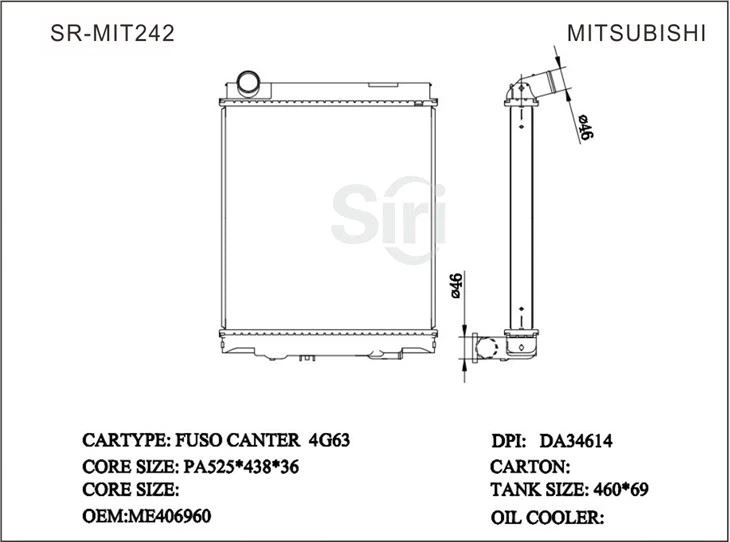 SR-MIT242
MITSUBISHI
ø46
Siri
ø46
CARTYPE: FUSO CANTER 4G63
CORE SIZE: PA525*438*36
CORE SIZE:
OEM:ME406960
DPI: DA34614
CARTON:
TANK SIZE: 460*69
OIL COOLER: